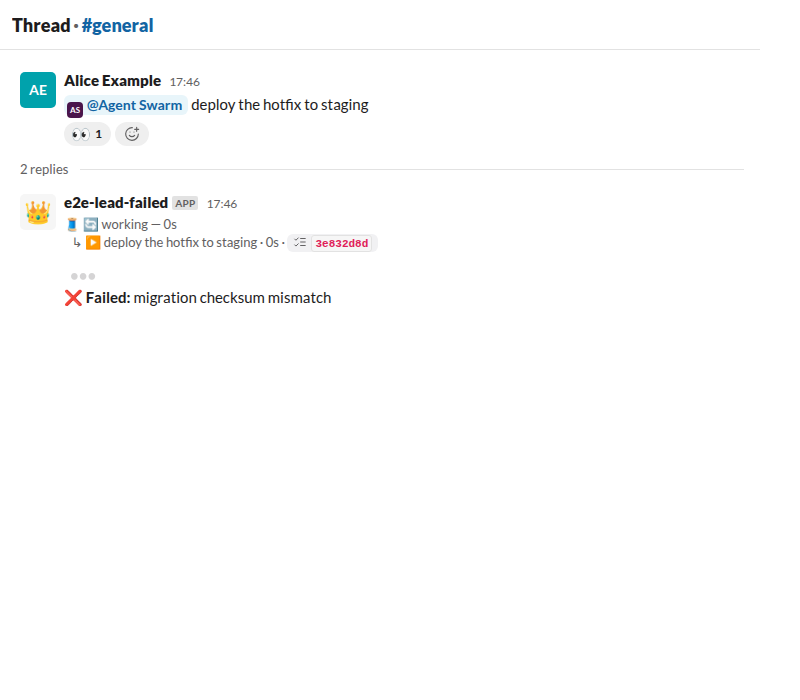 Thread · #general
AE
Alice Example 17:46
AS @Agent Swarm deploy the hotfix to staging
👀 1
2 replies
e2e-lead-failed APP 17:46
🧵 🔄 working — 0s
↳ ▶️ deploy the hotfix to staging · 0s · 3e832d8d
❌ Failed: migration checksum mismatch